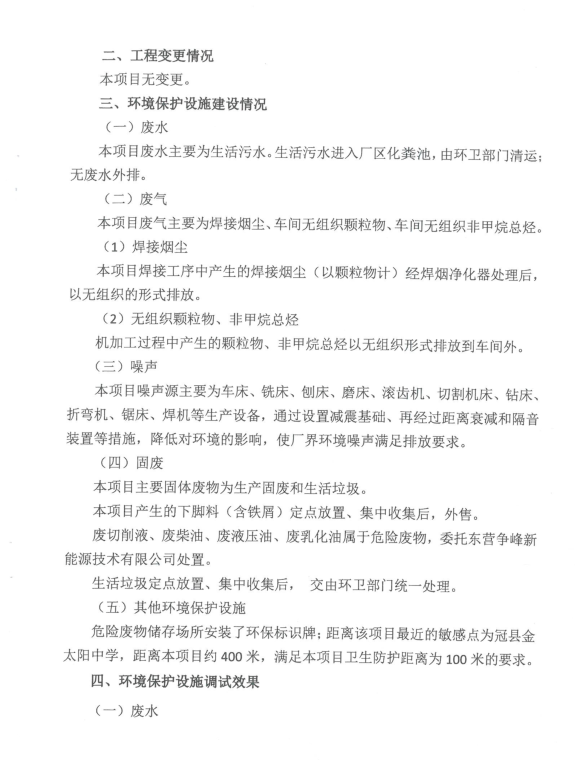 二、工程变更情况
本项目无变更。
三、环境保护设施建设情况
（一）废水
本项目废水主要为生活污水。生活污水进入厂区化粪池，由环卫部门清运；
无废水外排。
（二）废气
本项目废气主要为焊接烟尘、车间无组织颗粒物、车间无组织非甲烷总烃。
（1）焊接烟尘
本项目焊接工序中产生的焊接烟尘（以颗粒物计）经焊烟净化器处理后，
以无组织的形式排放。
（2）无组织颗粒物、非甲烷总烃
机加工过程中产生的颗粒物、非甲烷总烃以无组织形式排放到车间外。
（三）噪声
本项目噪声源主要为车床、铣床、刨床、磨床、滚齿机、切割机床、钻床、
折弯机、锯床、焊机等生产设备，通过设置减震基础、再经过距离衰减和隔音
装置等措施，降低对环境的影响，使厂界环境噪声满足排放要求。
（四）固废
本项目主要固体废物为生产固废和生活垃圾。
本项目产生的下脚料（含铁屑）定点放置、集中收集后，外售。
废切削液、废柴油、废液压油、废乳化油属于危险废物，委托东营争峰新
能源技术有限公司处置。
生活垃圾定点放置、集中收集后， 交由环卫部门统一处理。
（五）其他环境保护设施
危险废物储存场所安装了环保标识牌；距离该项目最近的敏感点为冠县金
太阳中学，距离本项目约 400 米，满足本项目卫生防护距离为 100 米的要求。
四、环境保护设施调试效果
（一）废水